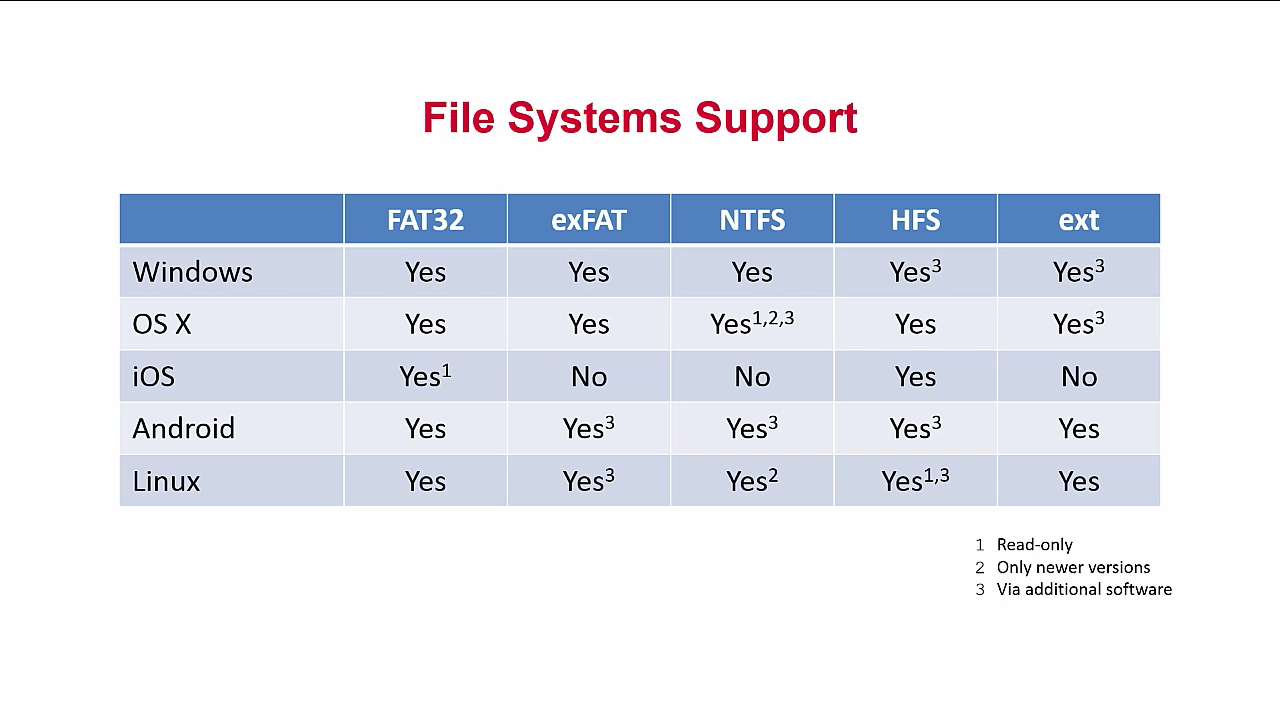 File Systems Support
FAT32 exFAT NTFS HFS ext
Windows Yes Yes Yes Yes³ Yes³
OS X Yes Yes Yes¹,²,³ Yes Yes³
iOS Yes¹ No No Yes No
Android Yes Yes³ Yes³ Yes³ Yes
Linux Yes Yes³ Yes² Yes¹,³ Yes
1 Read-only
2 Only newer versions
3 Via additional software